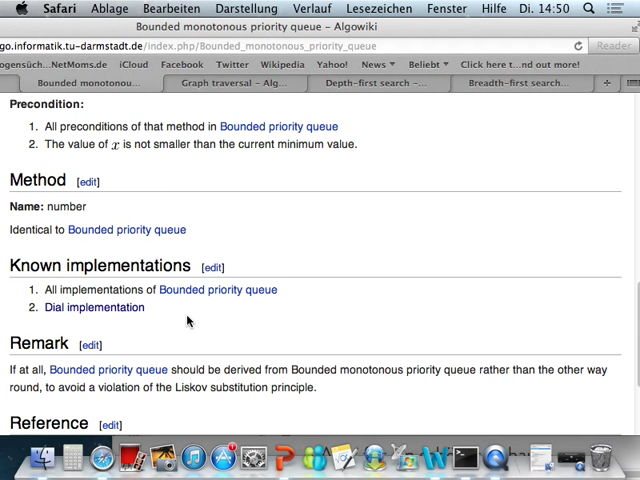 Safari Ablage Bearbeiten Darstellung Verlauf Lesezeichen Fenster Hilfe Di. 14:50
Bounded monotonous priority queue – Algowiki
go.informatik.tu-darmstadt.de/index.php/Bounded_monotonous_priority_queue Reader
NetMoms.de iCloud Facebook Twitter Wikipedia Yahoo! News Beliebt Click here t...nd out more!
Bounded monotonou... Graph traversal – Alg... Depth-first search –... Breadth-first search...
Precondition:
1. All preconditions of that method in Bounded priority queue
2. The value of x is not smaller than the current minimum value.
Method [edit]
Name: number
Identical to Bounded priority queue
Known implementations [edit]
1. All implementations of Bounded priority queue
2. Dial implementation
Remark [edit]
If at all, Bounded priority queue should be derived from Bounded monotonous priority queue rather than the other way
round, to avoid a violation of the Liskov substitution principle.
Reference [edit]